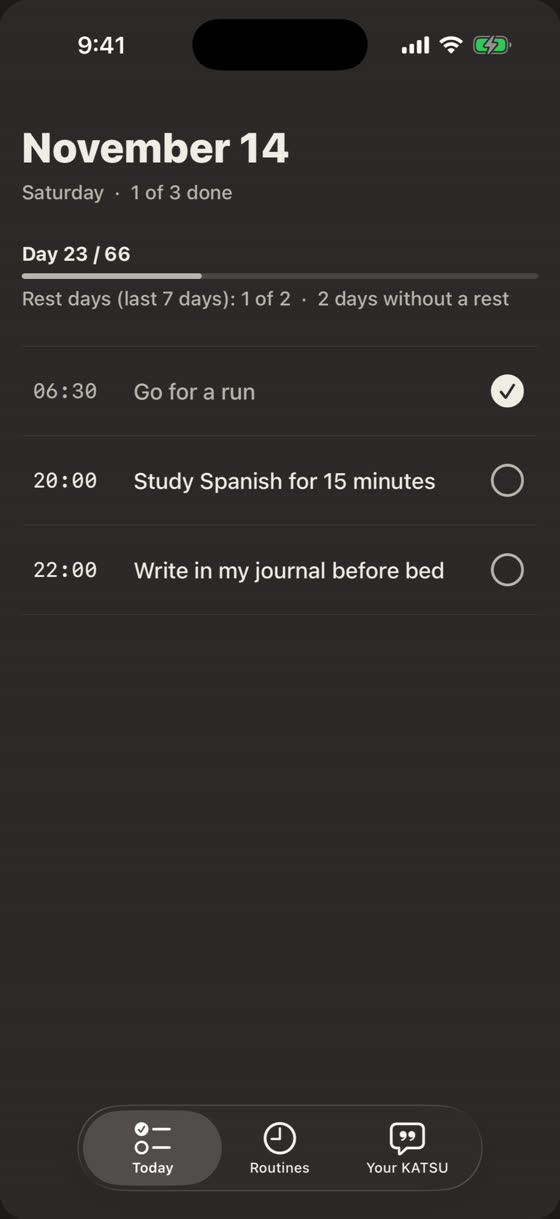 9:41
November 14
Saturday · 1 of 3 done
Day 23 / 66
Rest days (last 7 days): 1 of 2 · 2 days without a rest
06:30 Go for a run
20:00 Study Spanish for 15 minutes
22:00 Write in my journal before bed
Today Routines Your KATSU